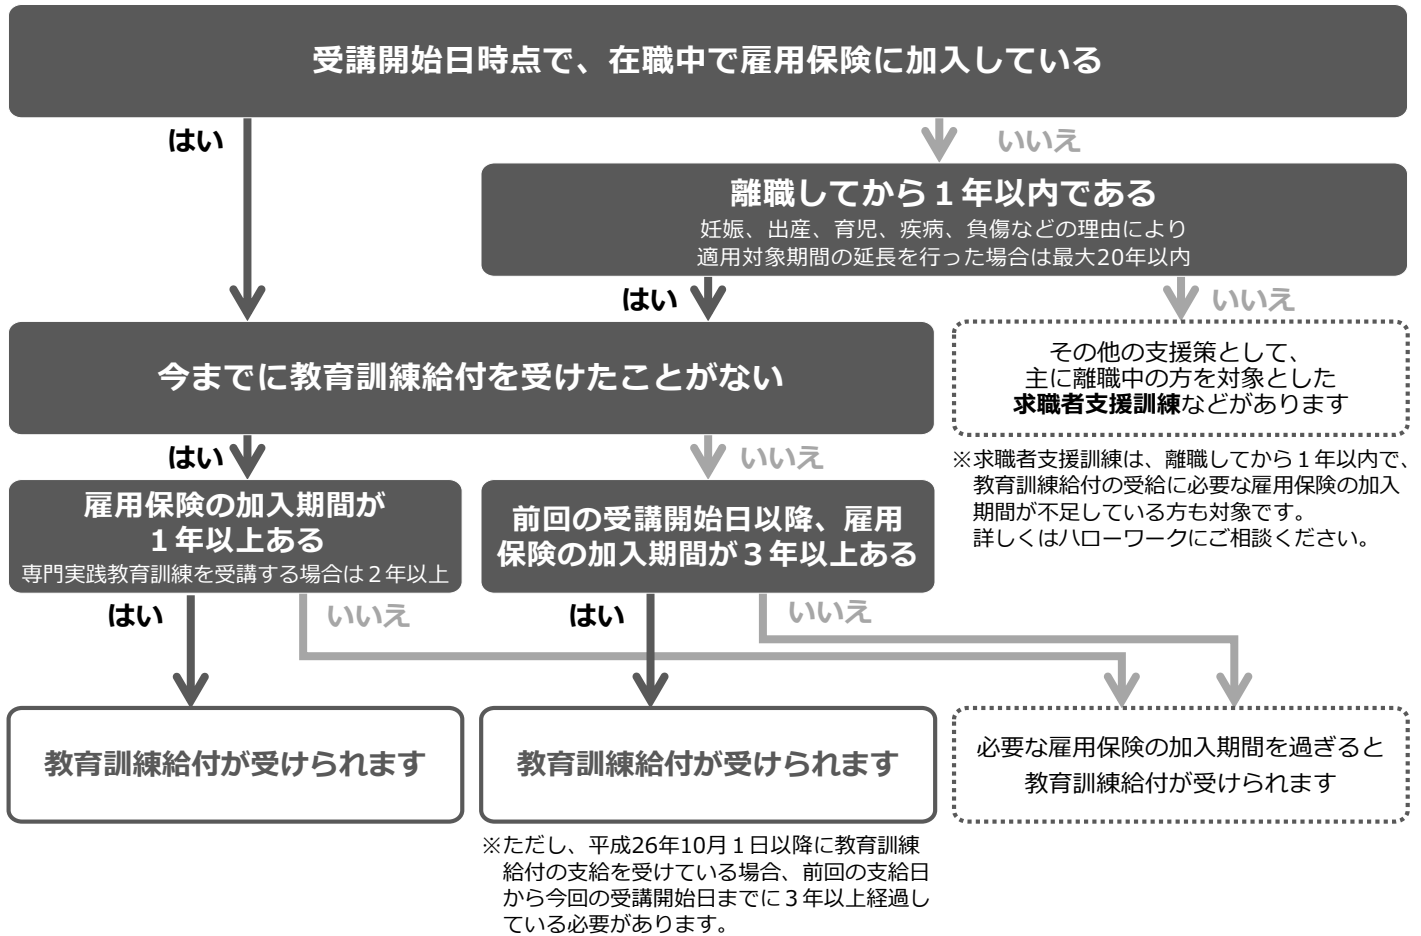 受講開始日時点で、在職中で雇用保険に加入している
はい
いいえ
離職してから１年以内である
妊娠、出産、育児、疾病、負傷などの理由により
適用対象期間の延長を行った場合は最大20年以内
はい
いいえ
今までに教育訓練給付を受けたことがない
その他の支援策として、
主に離職中の方を対象とした
求職者支援訓練などがあります
※求職者支援訓練は、離職してから１年以内で、
教育訓練給付の受給に必要な雇用保険の加入
期間が不足している方も対象です。
詳しくはハローワークにご相談ください。
はい
いいえ
雇用保険の加入期間が
１年以上ある
専門実践教育訓練を受講する場合は２年以上
前回の受講開始日以降、雇用
保険の加入期間が３年以上ある
はい
いいえ
はい
いいえ
教育訓練給付が受けられます
教育訓練給付が受けられます
必要な雇用保険の加入期間を過ぎると
教育訓練給付が受けられます
※ただし、平成26年10月１日以降に教育訓練
給付の支給を受けている場合、前回の支給日
から今回の受講開始日までに３年以上経過し
ている必要があります。